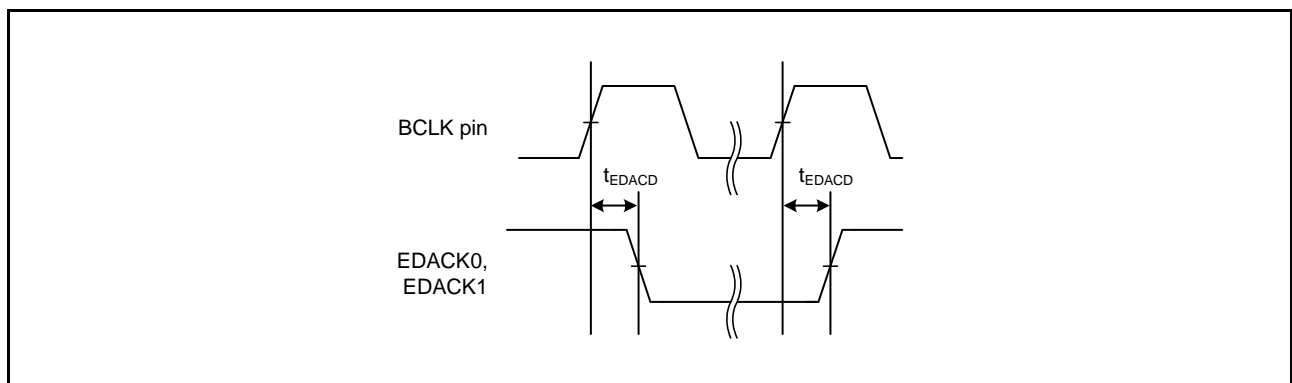 BCLK pin
tEDACD
tEDACD
EDACK0,
EDACK1